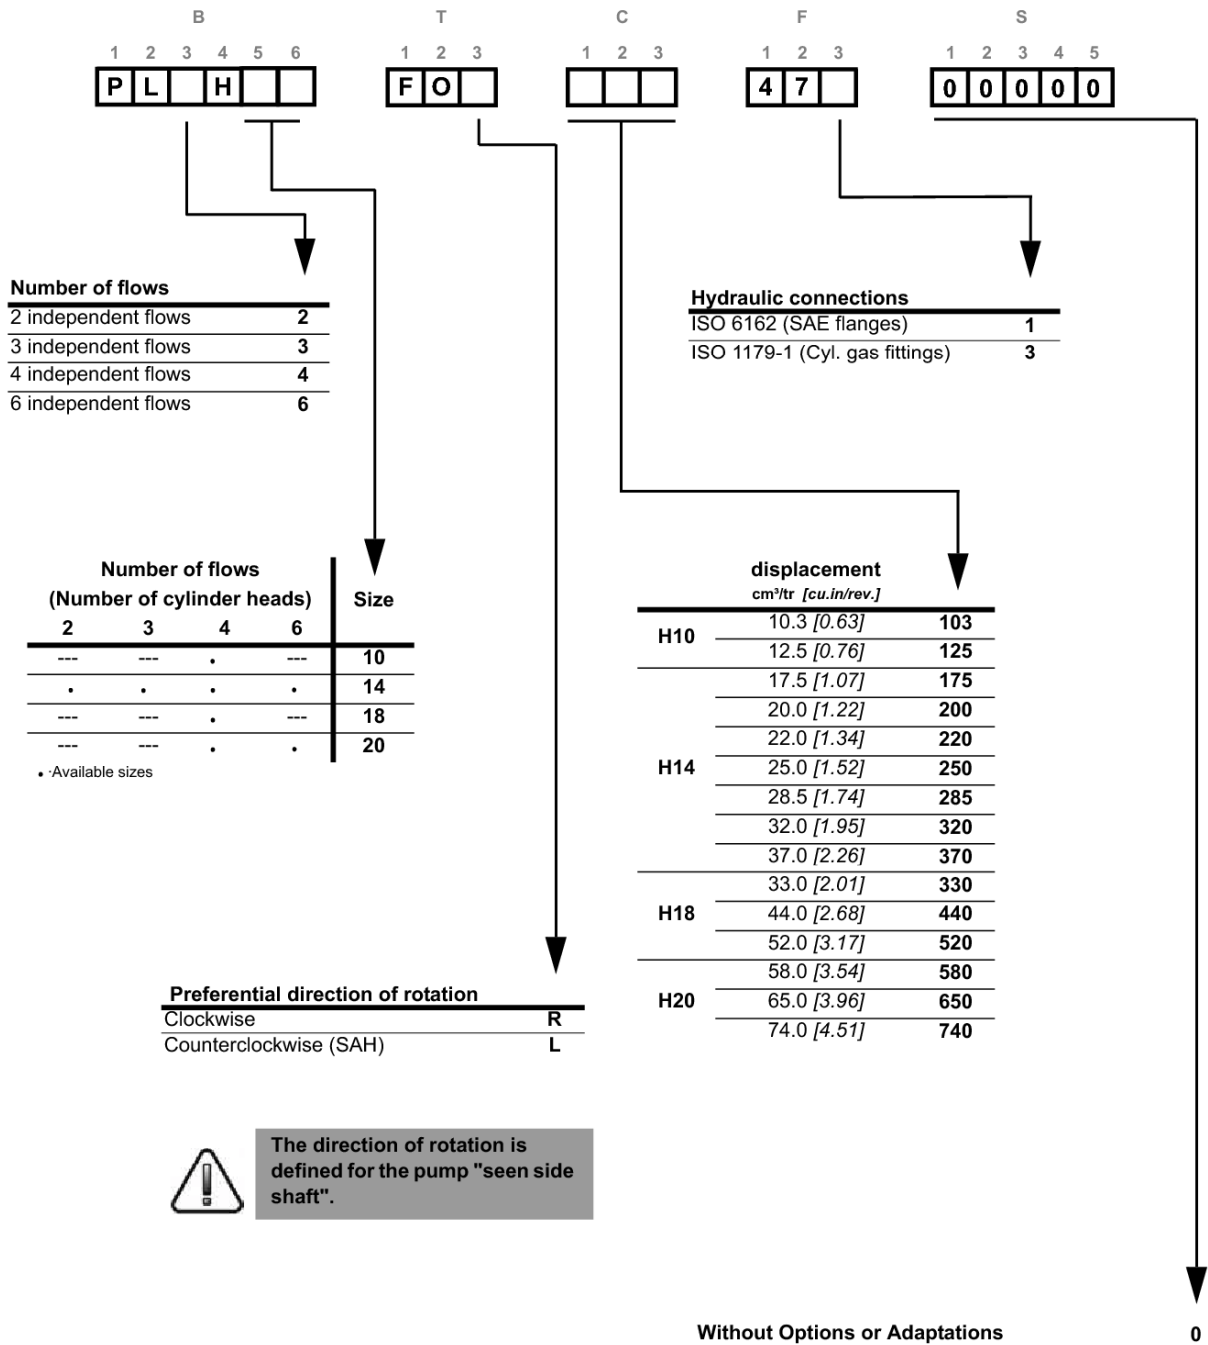 B T C F S
1 2 3 4 5 6 1 2 3 1 2 3 1 2 3 1 2 3 4 5
P L H F O 4 7 0 0 0 0 0
Number of flows
2 independent flows 2
3 independent flows 3
4 independent flows 4
6 independent flows 6
Hydraulic connections
ISO 6162 (SAE flanges) 1
ISO 1179-1 (Cyl. gas fittings) 3
Number of flows
(Number of cylinder heads) Size
2 3 4 6
--- --- • --- 10
• • • • 14
--- --- • --- 18
--- --- • • 20
• ·Available sizes
displacement
cm³/tr [cu.in/rev.]
H10
10.3 [0.63] 103
12.5 [0.76] 125
H14
17.5 [1.07] 175
20.0 [1.22] 200
22.0 [1.34] 220
25.0 [1.52] 250
28.5 [1.74] 285
32.0 [1.95] 320
37.0 [2.26] 370
H18
33.0 [2.01] 330
44.0 [2.68] 440
52.0 [3.17] 520
H20
58.0 [3.54] 580
65.0 [3.96] 650
74.0 [4.51] 740
Preferential direction of rotation
Clockwise R
Counterclockwise (SAH) L
!
The direction of rotation is
defined for the pump "seen side
shaft".
Without Options or Adaptations 0